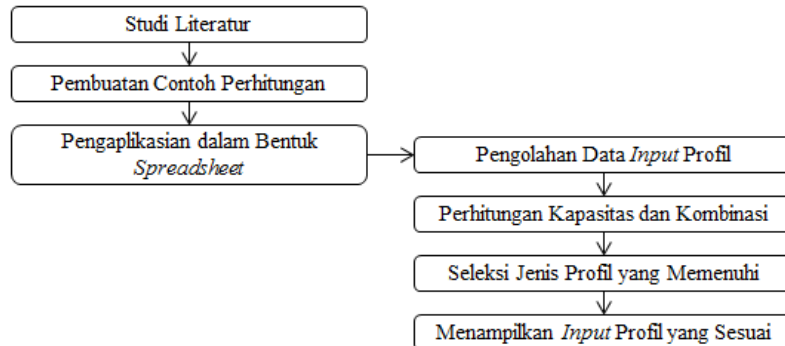 Studi Literatur
Pembuatan Contoh Perhitungan
Pengaplikasian dalam Bentuk
Spreadsheet
Pengolahan Data Input Profil
Perhitungan Kapasitas dan Kombinasi
Seleksi Jenis Profil yang Memenuhi
Menampilkan Input Profil yang Sesuai